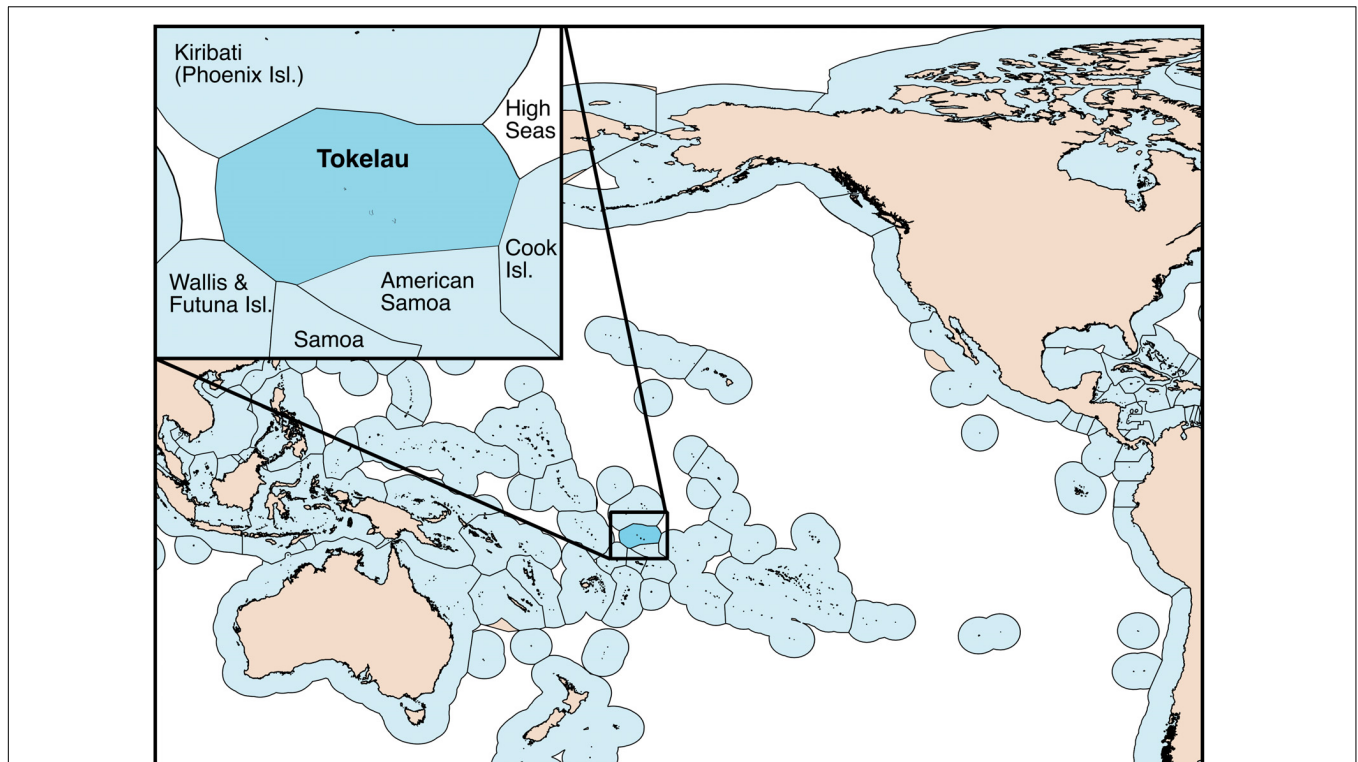 Kiribati
(Phoenix Isl.)
High
Seas
Tokelau
Cook
Isl.
Wallis &
Futuna Isl.
American
Samoa
Samoa